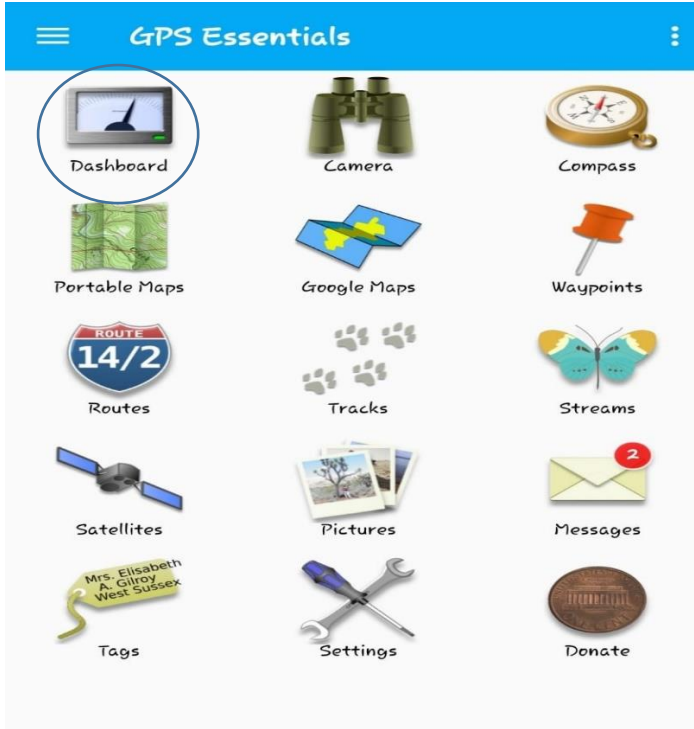 GPS Essentials
Dashboard
Camera
Compass
Portable Maps
Google Maps
Waypoints
ROUTE
14/2
Routes
Tracks
Streams
Satellites
Pictures
2
Messages
Mrs. Elisabeth
A. Gilroy
West Sussex
Tags
Settings
Donate